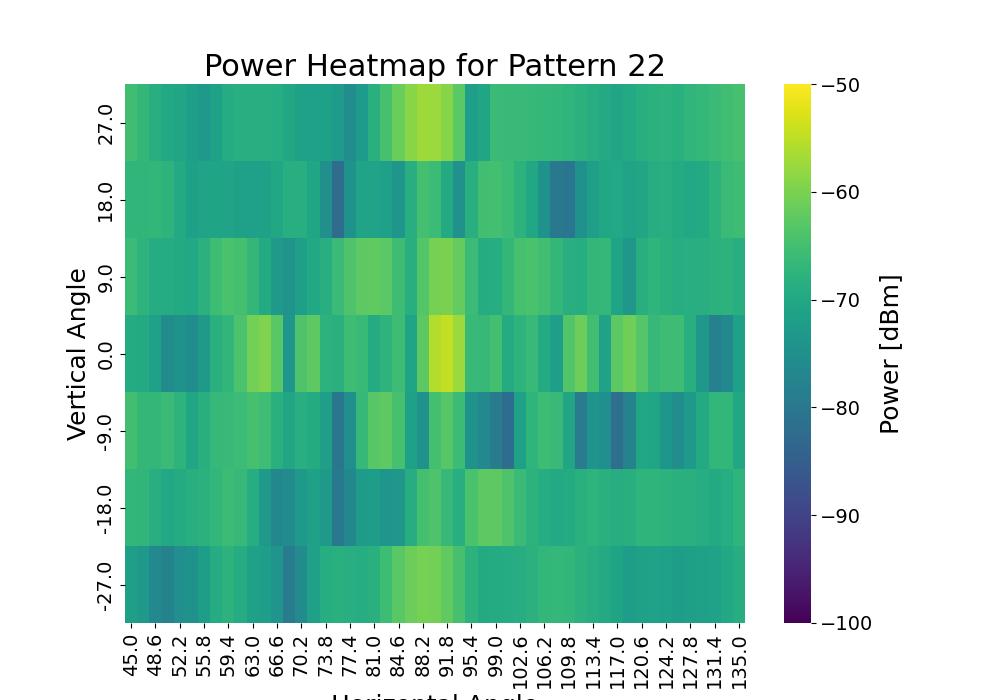 Power Heatmap for Pattern 22
Vertical Angle
27.0
18.0
9.0
0.0
-9.0
-18.0
-27.0
45.0 48.6 52.2 55.8 59.4 63.0 66.6 70.2 73.8 77.4 81.0 84.6 88.2 91.8 95.4 99.0 102.6 106.2 109.8 113.4 117.0 120.6 124.2 127.8 131.4 135.0
Horizontal Angle
−50
−60
−70
−80
−90
−100
Power [dBm]